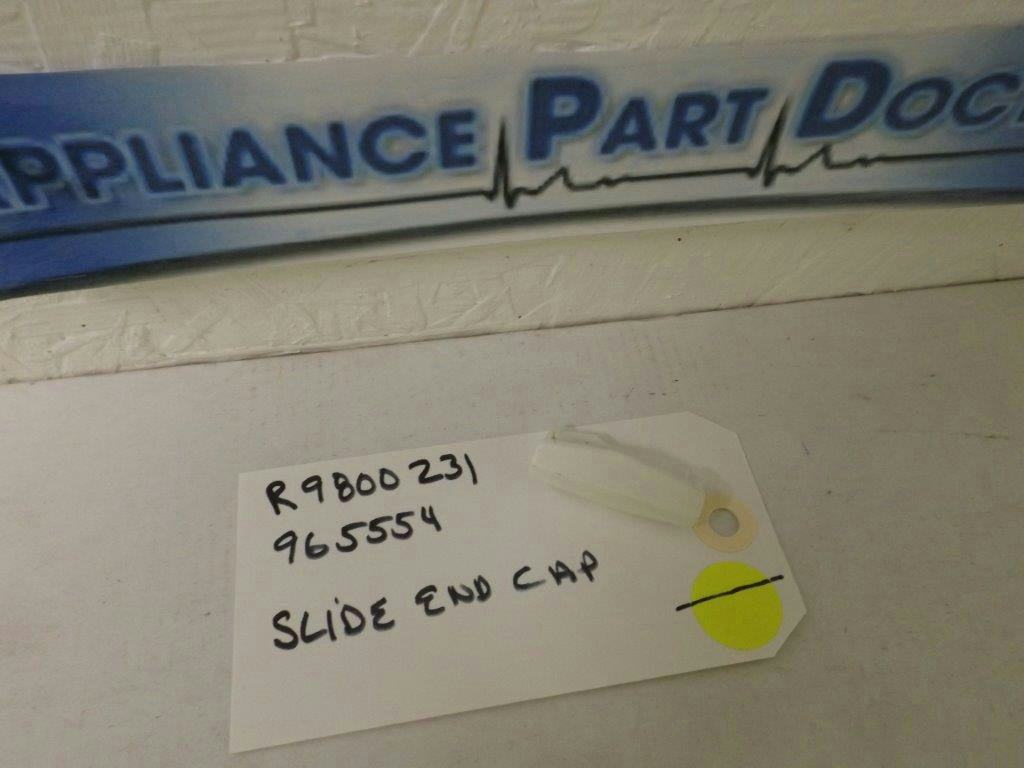 APPLIANCE PART DOC
R9800231
965554
SLIDE END CAP